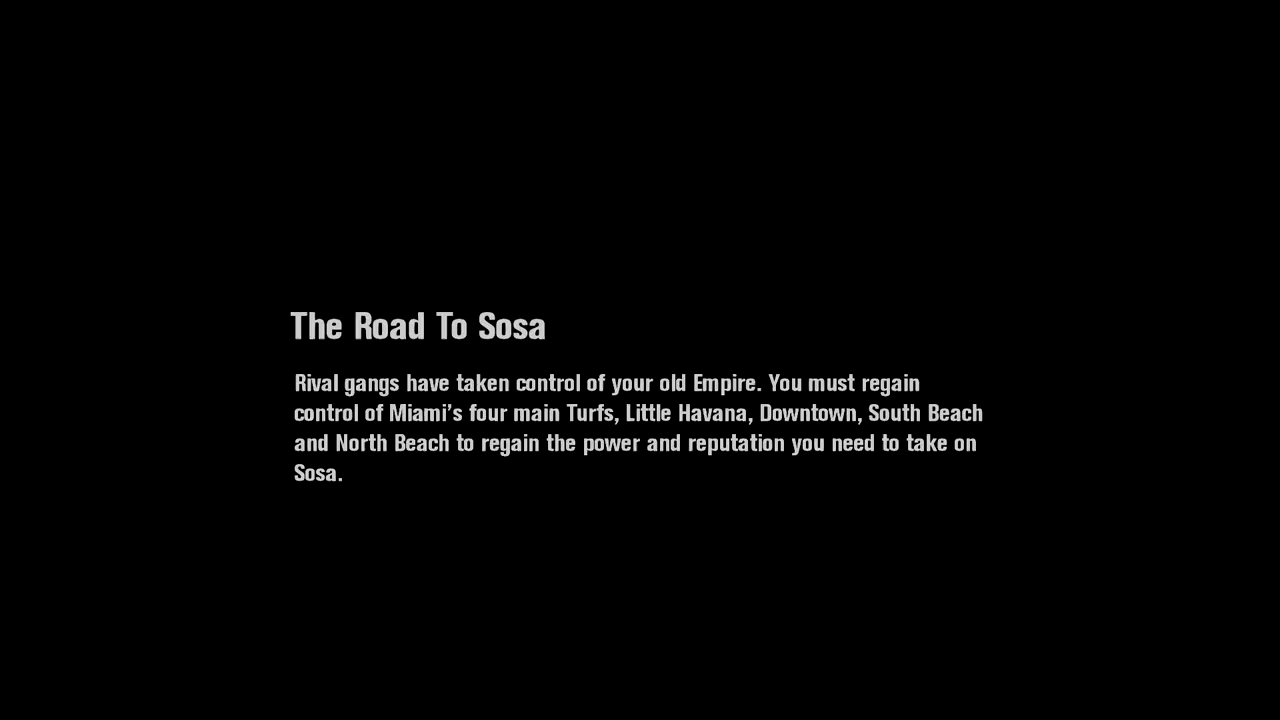 The Road To Sosa
Rival gangs have taken control of your old Empire. You must regain
control of Miami's four main Turfs, Little Havana, Downtown, South Beach
and North Beach to regain the power and reputation you need to take on
Sosa.